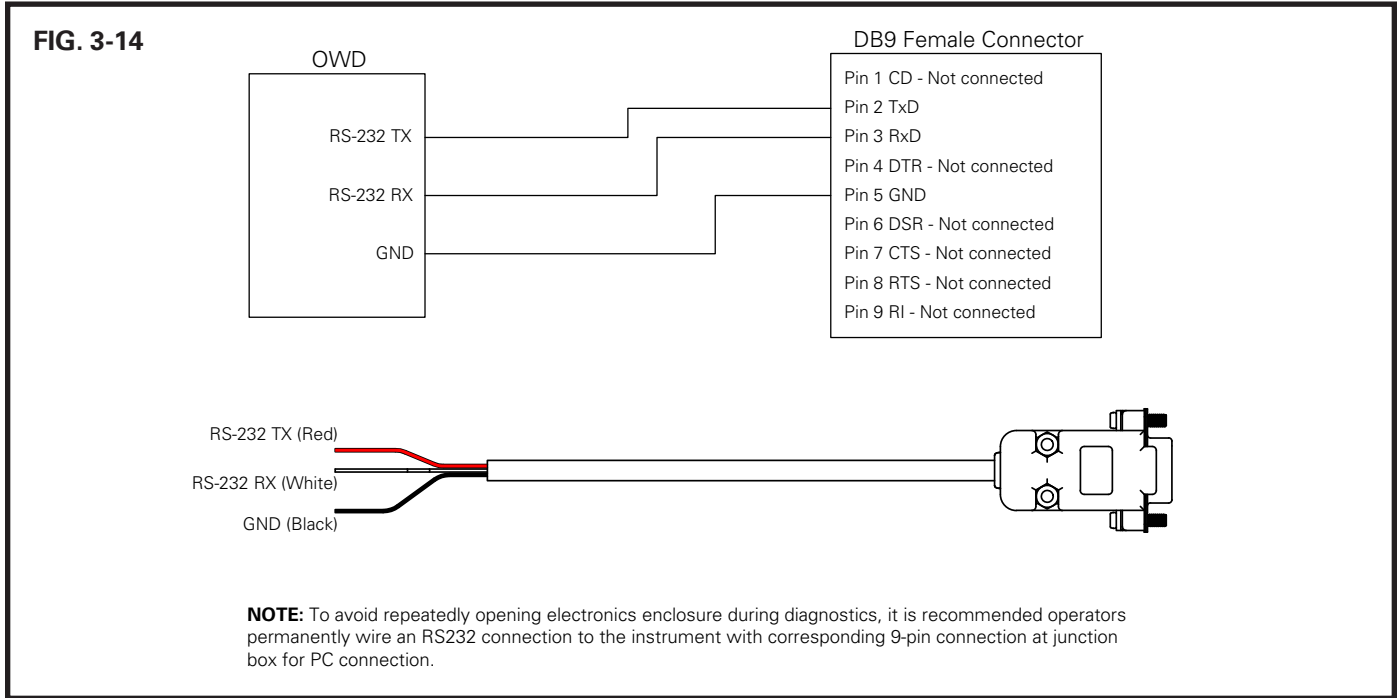 FIG. 3-14
OWD
RS-232 TX
RS-232 RX
GND
DB9 Female Connector
Pin 1 CD - Not connected
Pin 2 TxD
Pin 3 RxD
Pin 4 DTR - Not connected
Pin 5 GND
Pin 6 DSR - Not connected
Pin 7 CTS - Not connected
Pin 8 RTS - Not connected
Pin 9 RI - Not connected
RS-232 TX (Red)
RS-232 RX (White)
GND (Black)
NOTE: To avoid repeatedly opening electronics enclosure during diagnostics, it is recommended operators
permanently wire an RS232 connection to the instrument with corresponding 9-pin connection at junction
box for PC connection.